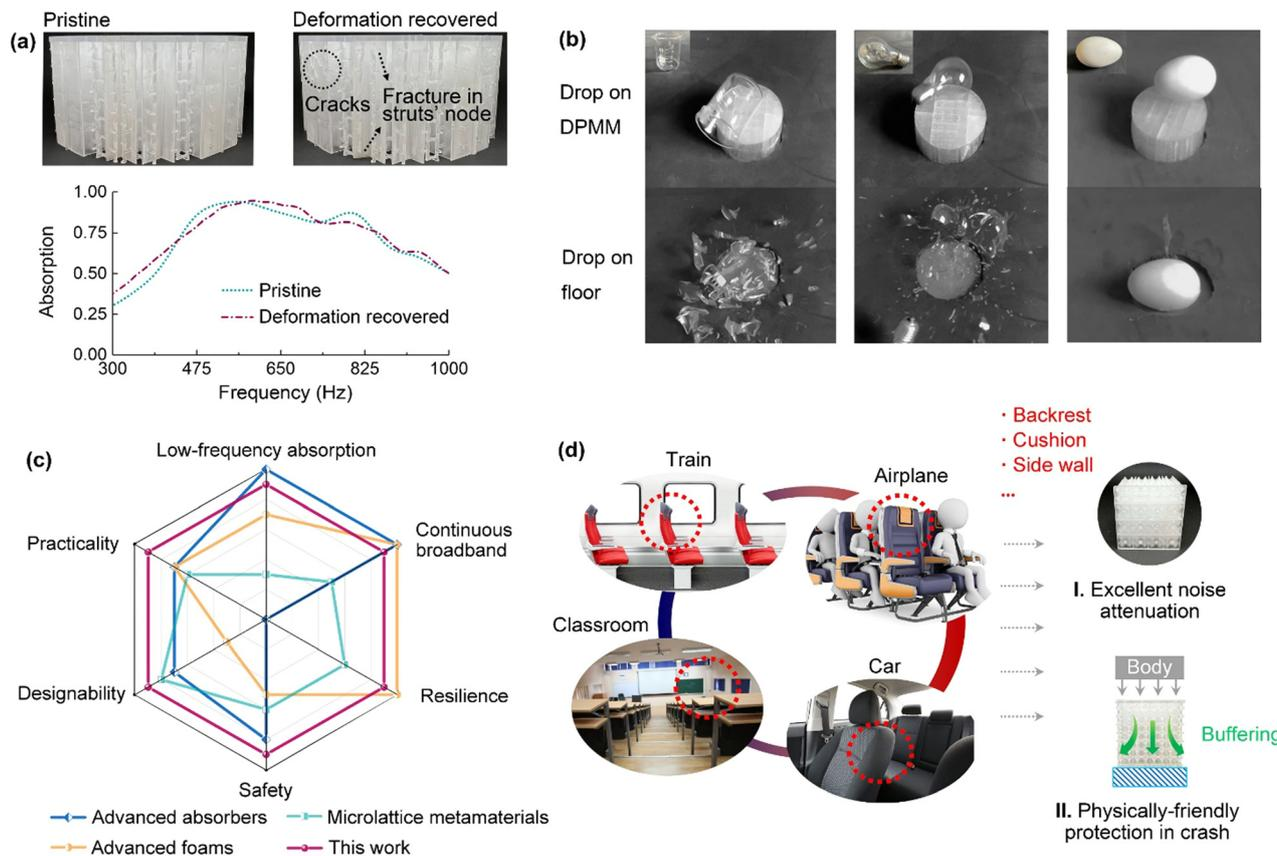 (a)
Pristine
Deformation recovered
Cracks
Fracture in
struts' node
Absorption
1.00
0.75
0.50
0.25
0.00
Pristine
Deformation recovered
300
475
650
825
1000
Frequency (Hz)
(b)
Drop on
DPMM
Drop on
floor
(c)
Low-frequency absorption
Continuous
broadband
Resilience
Safety
Designability
Practicality
Advanced absorbers
Microlattice metamaterials
Advanced foams
This work
(d)
Train
Airplane
Classroom
Car
· Backrest
· Cushion
· Side wall
...
I. Excellent noise
attenuation
Body
Buffering
II. Physically-friendly
protection in crash